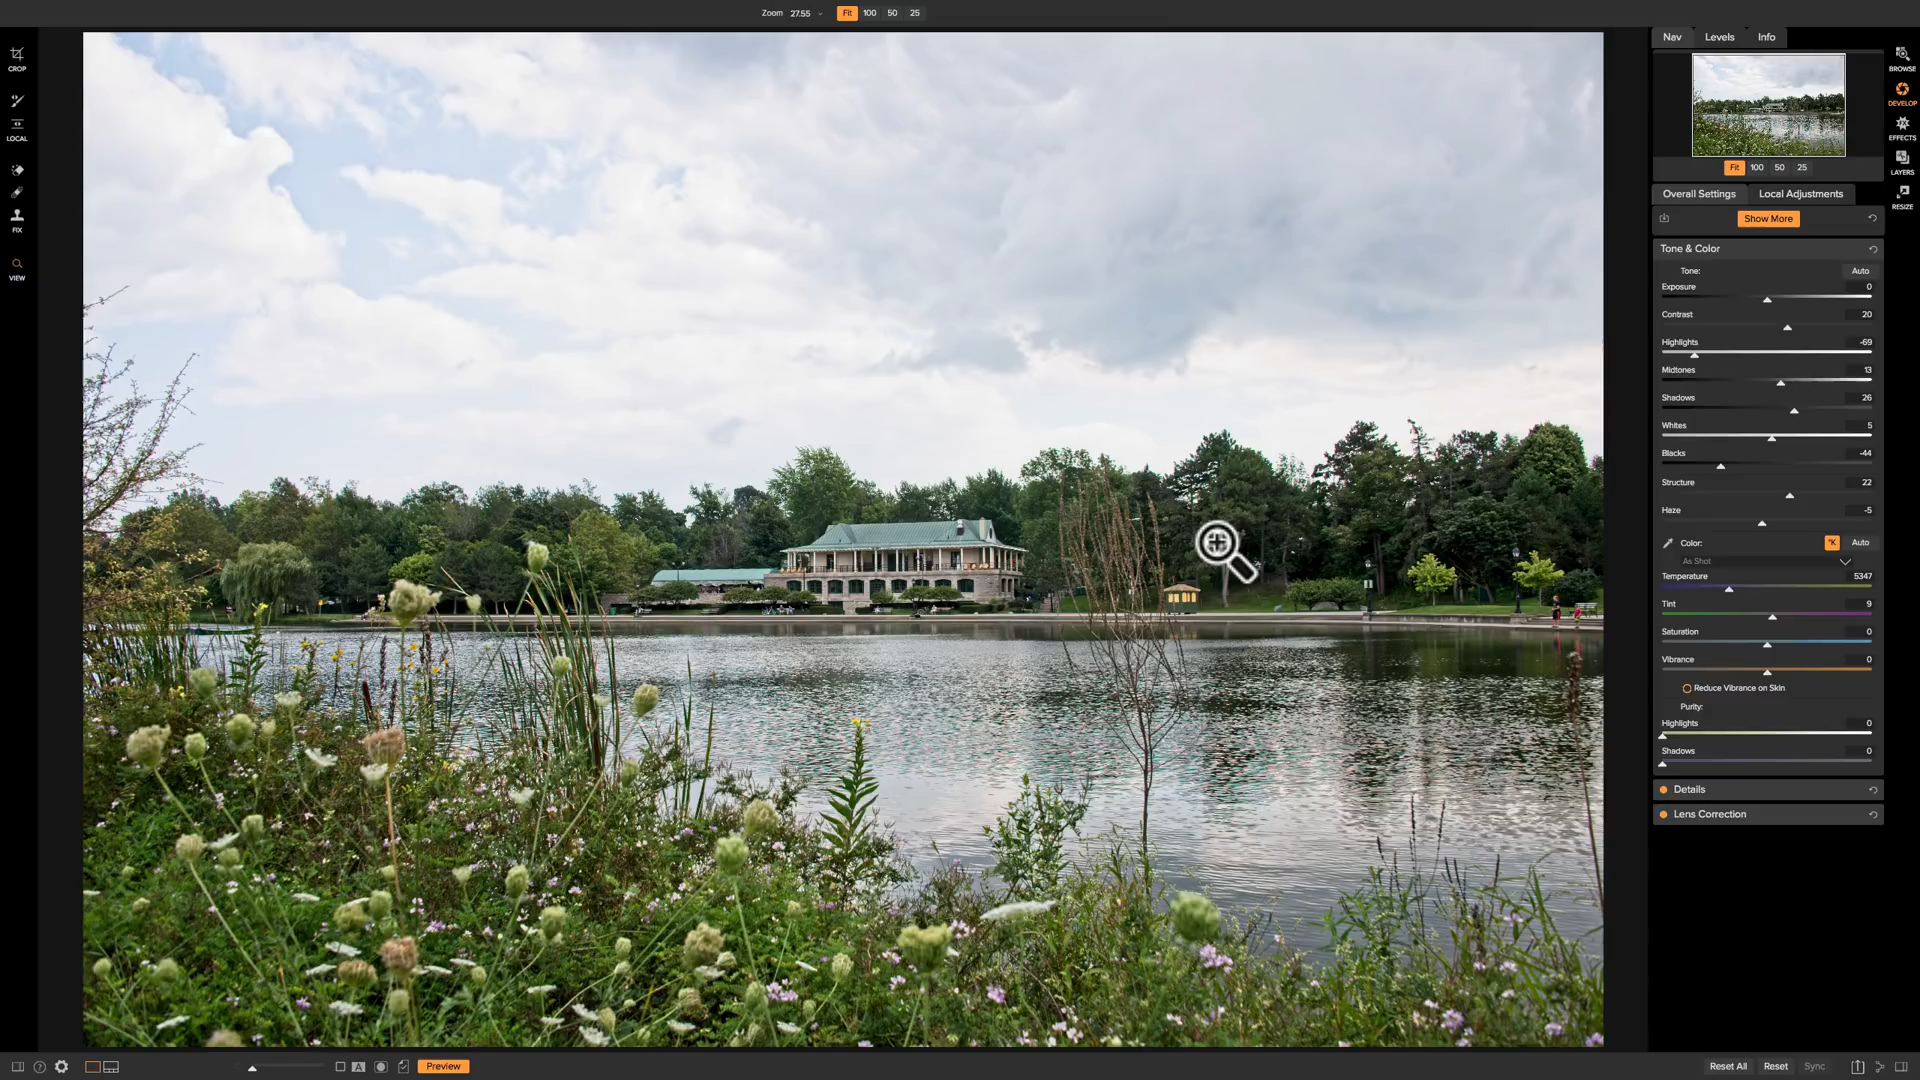 Zoom 27.55 Fit 100 50 25
CROP
LOCAL
FIX
VIEW
Nav Levels Info
Fit 100 50 25
BROWSE
DEVELOP
EFFECTS
LAYERS
RESIZE
Overall Settings Local Adjustments
Show More
Tone & Color
Tone: Auto
Exposure 0
Contrast 20
Highlights -69
Midtones 13
Shadows 26
Whites 5
Blacks -44
Structure 22
Haze -5
Color: °K Auto
As Shot
Temperature 5347
Tint 9
Saturation 0
Vibrance 0
Reduce Vibrance on Skin
Purity:
Highlights 0
Shadows 0
Details
Lens Correction
? A Preview
Reset All Reset Sync